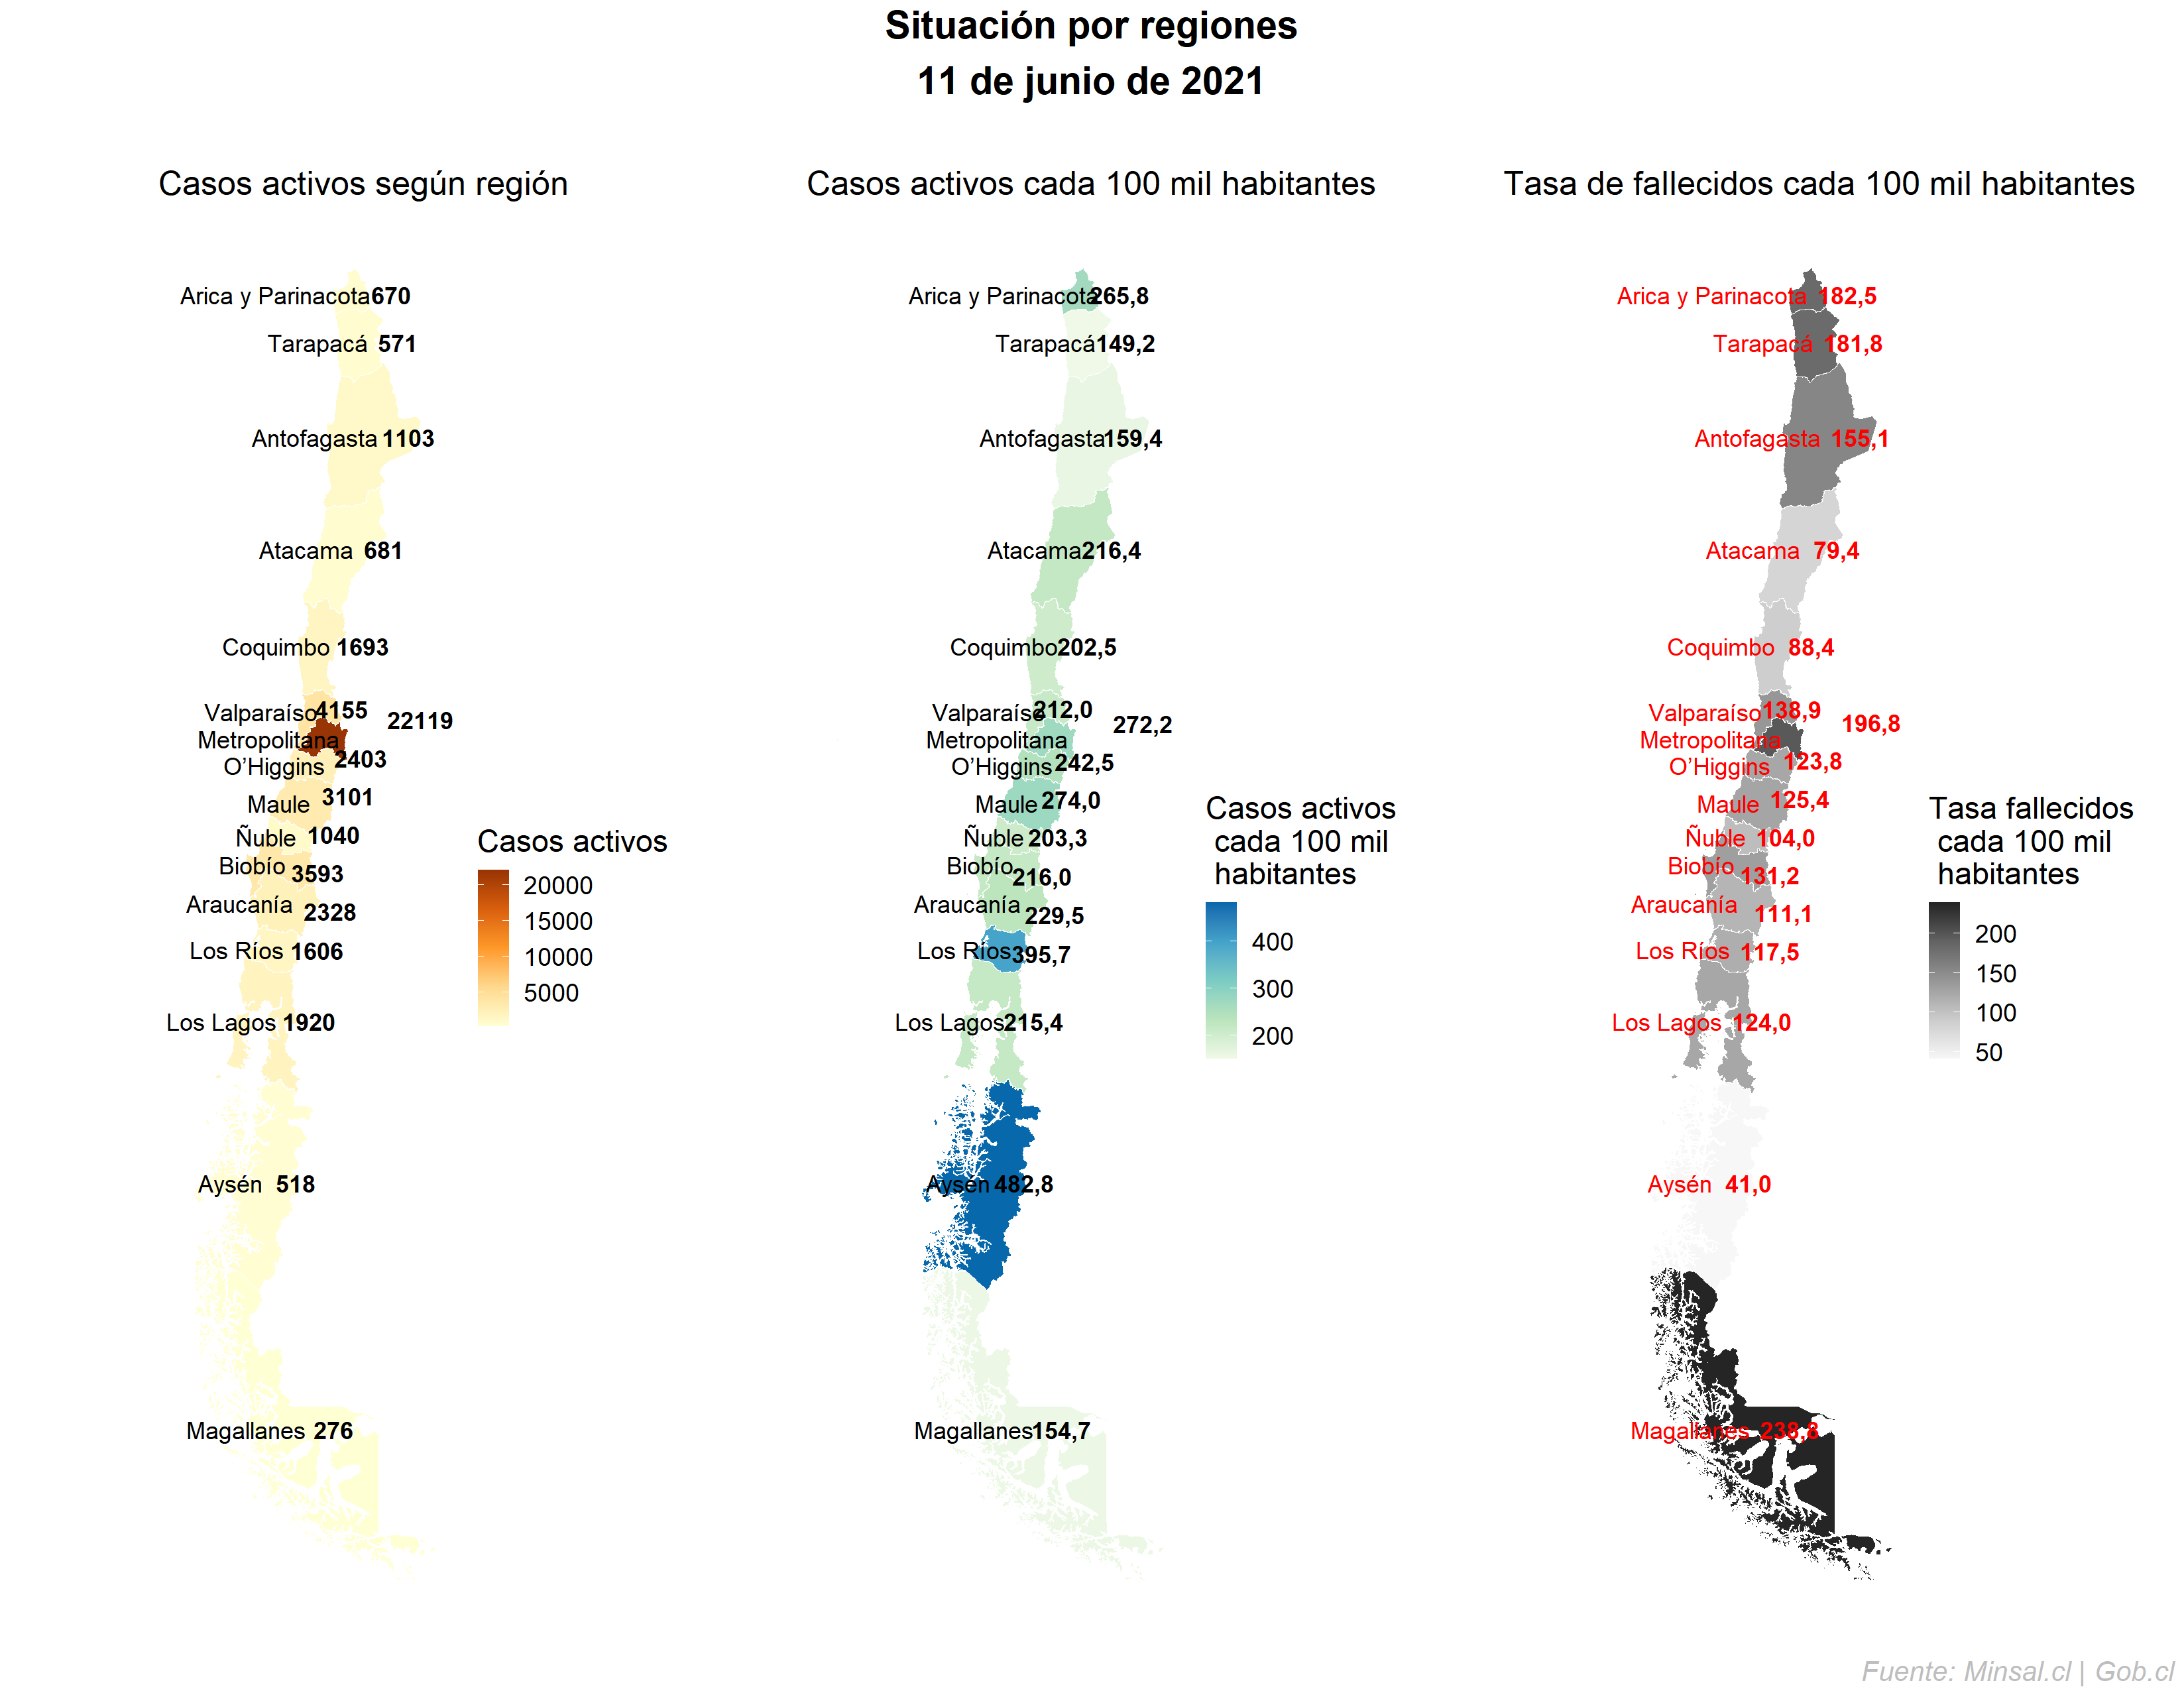 Situación por regiones
11 de junio de 2021
Casos activos según región
Arica y Parinacota 670
Tarapacá 571
Antofagasta 1103
Atacama 681
Coquimbo 1693
Valparaíso 4155
Metropolitana 22119
O’Higgins 2403
Maule 3101
Ñuble 1040
Biobío 3593
Araucanía 2328
Los Ríos 1606
Los Lagos 1920
Aysén 518
Magallanes 276
Casos activos
20000
15000
10000
5000
Casos activos cada 100 mil habitantes
Arica y Parinacota 265,8
Tarapacá 149,2
Antofagasta 159,4
Atacama 216,4
Coquimbo 202,5
Valparaíso 212,0
Metropolitana 272,2
O’Higgins 242,5
Maule 274,0
Ñuble 203,3
Biobío 216,0
Araucanía 229,5
Los Ríos 395,7
Los Lagos 215,4
Aysén 482,8
Magallanes 154,7
Casos activos
cada 100 mil
habitantes
400
300
200
Tasa de fallecidos cada 100 mil habitantes
Arica y Parinacota 182,5
Tarapacá 181,8
Antofagasta 155,1
Atacama 79,4
Coquimbo 88,4
Valparaíso 138,9
Metropolitana 196,8
O’Higgins 123,8
Maule 125,4
Ñuble 104,0
Biobío 131,2
Araucanía 111,1
Los Ríos 117,5
Los Lagos 124,0
Aysén 41,0
Magallanes 238,8
Tasa fallecidos
cada 100 mil
habitantes
200
150
100
50
Fuente: Minsal.cl | Gob.cl